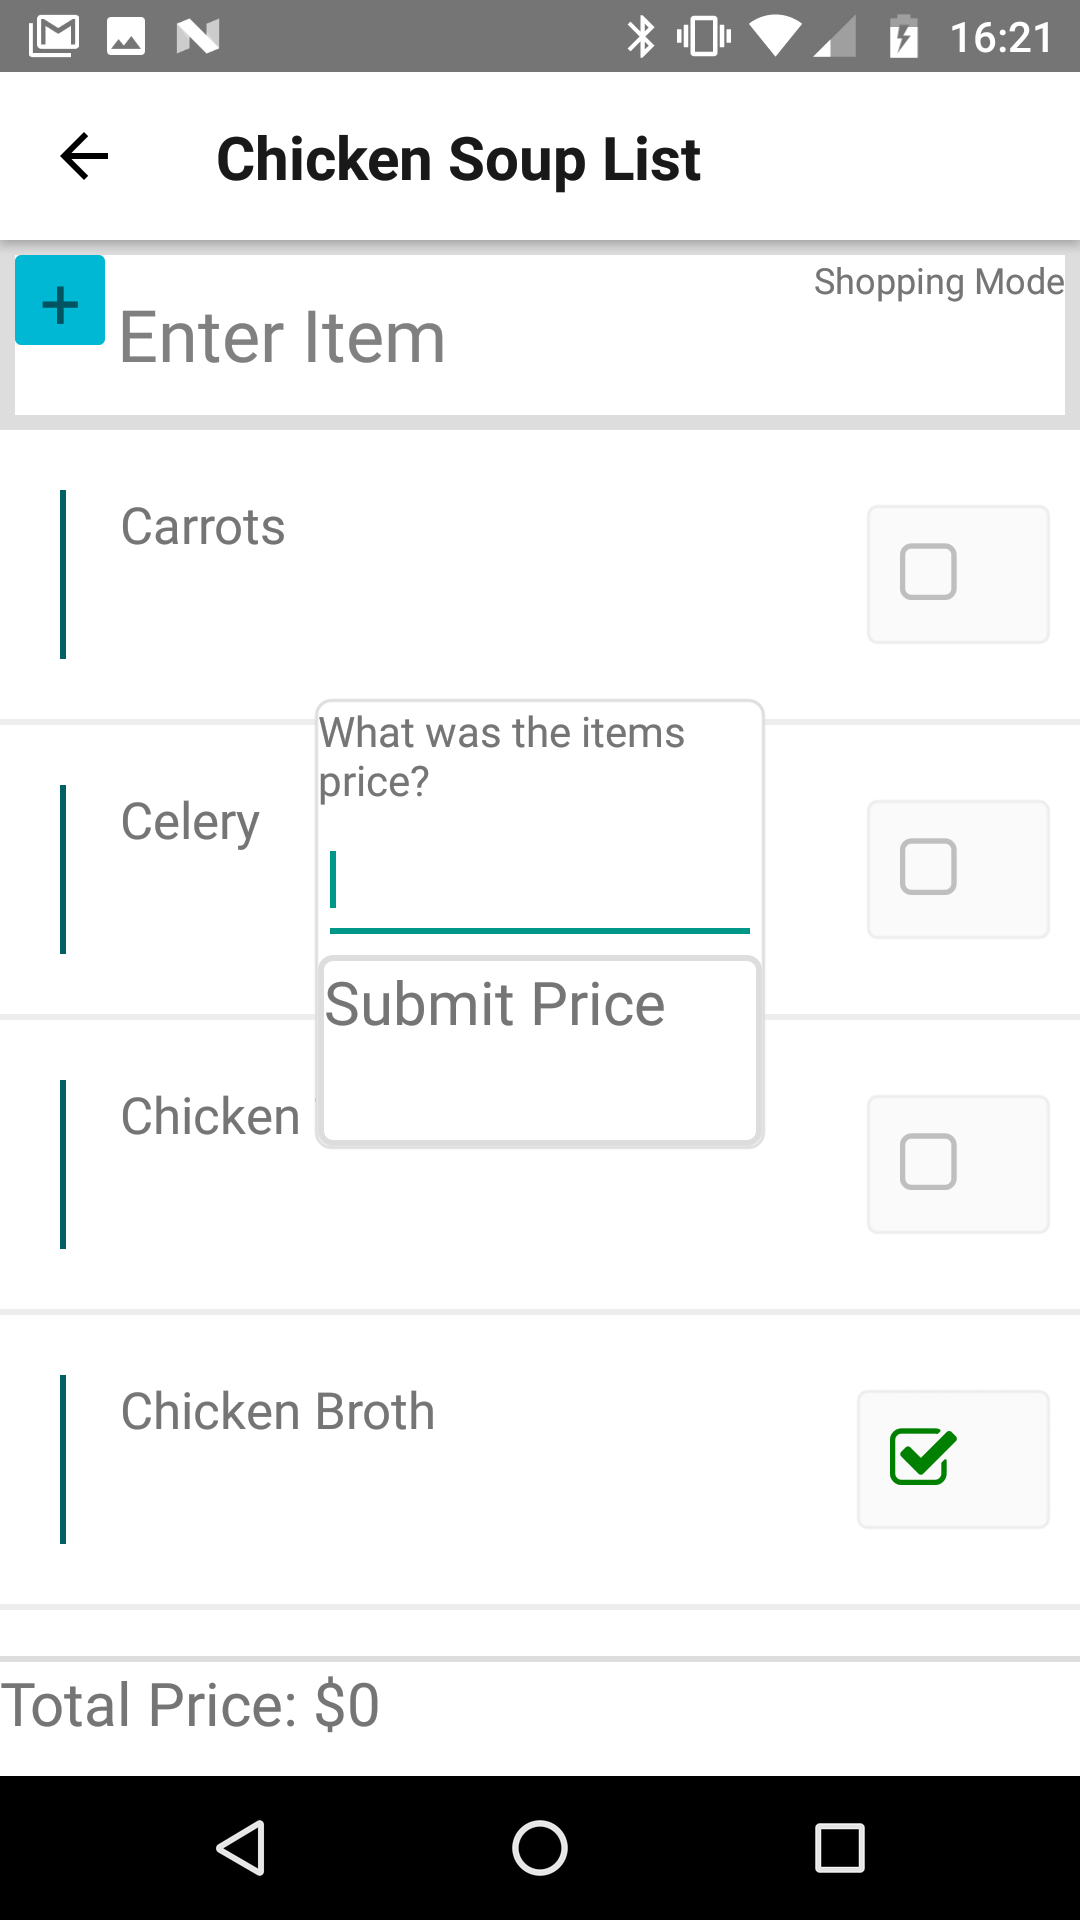 16:21
Chicken Soup List
Shopping Mode
Enter Item
Carrots
What was the items
price?
Celery
Submit Price
Chicken
Chicken Broth
Total Price: $0